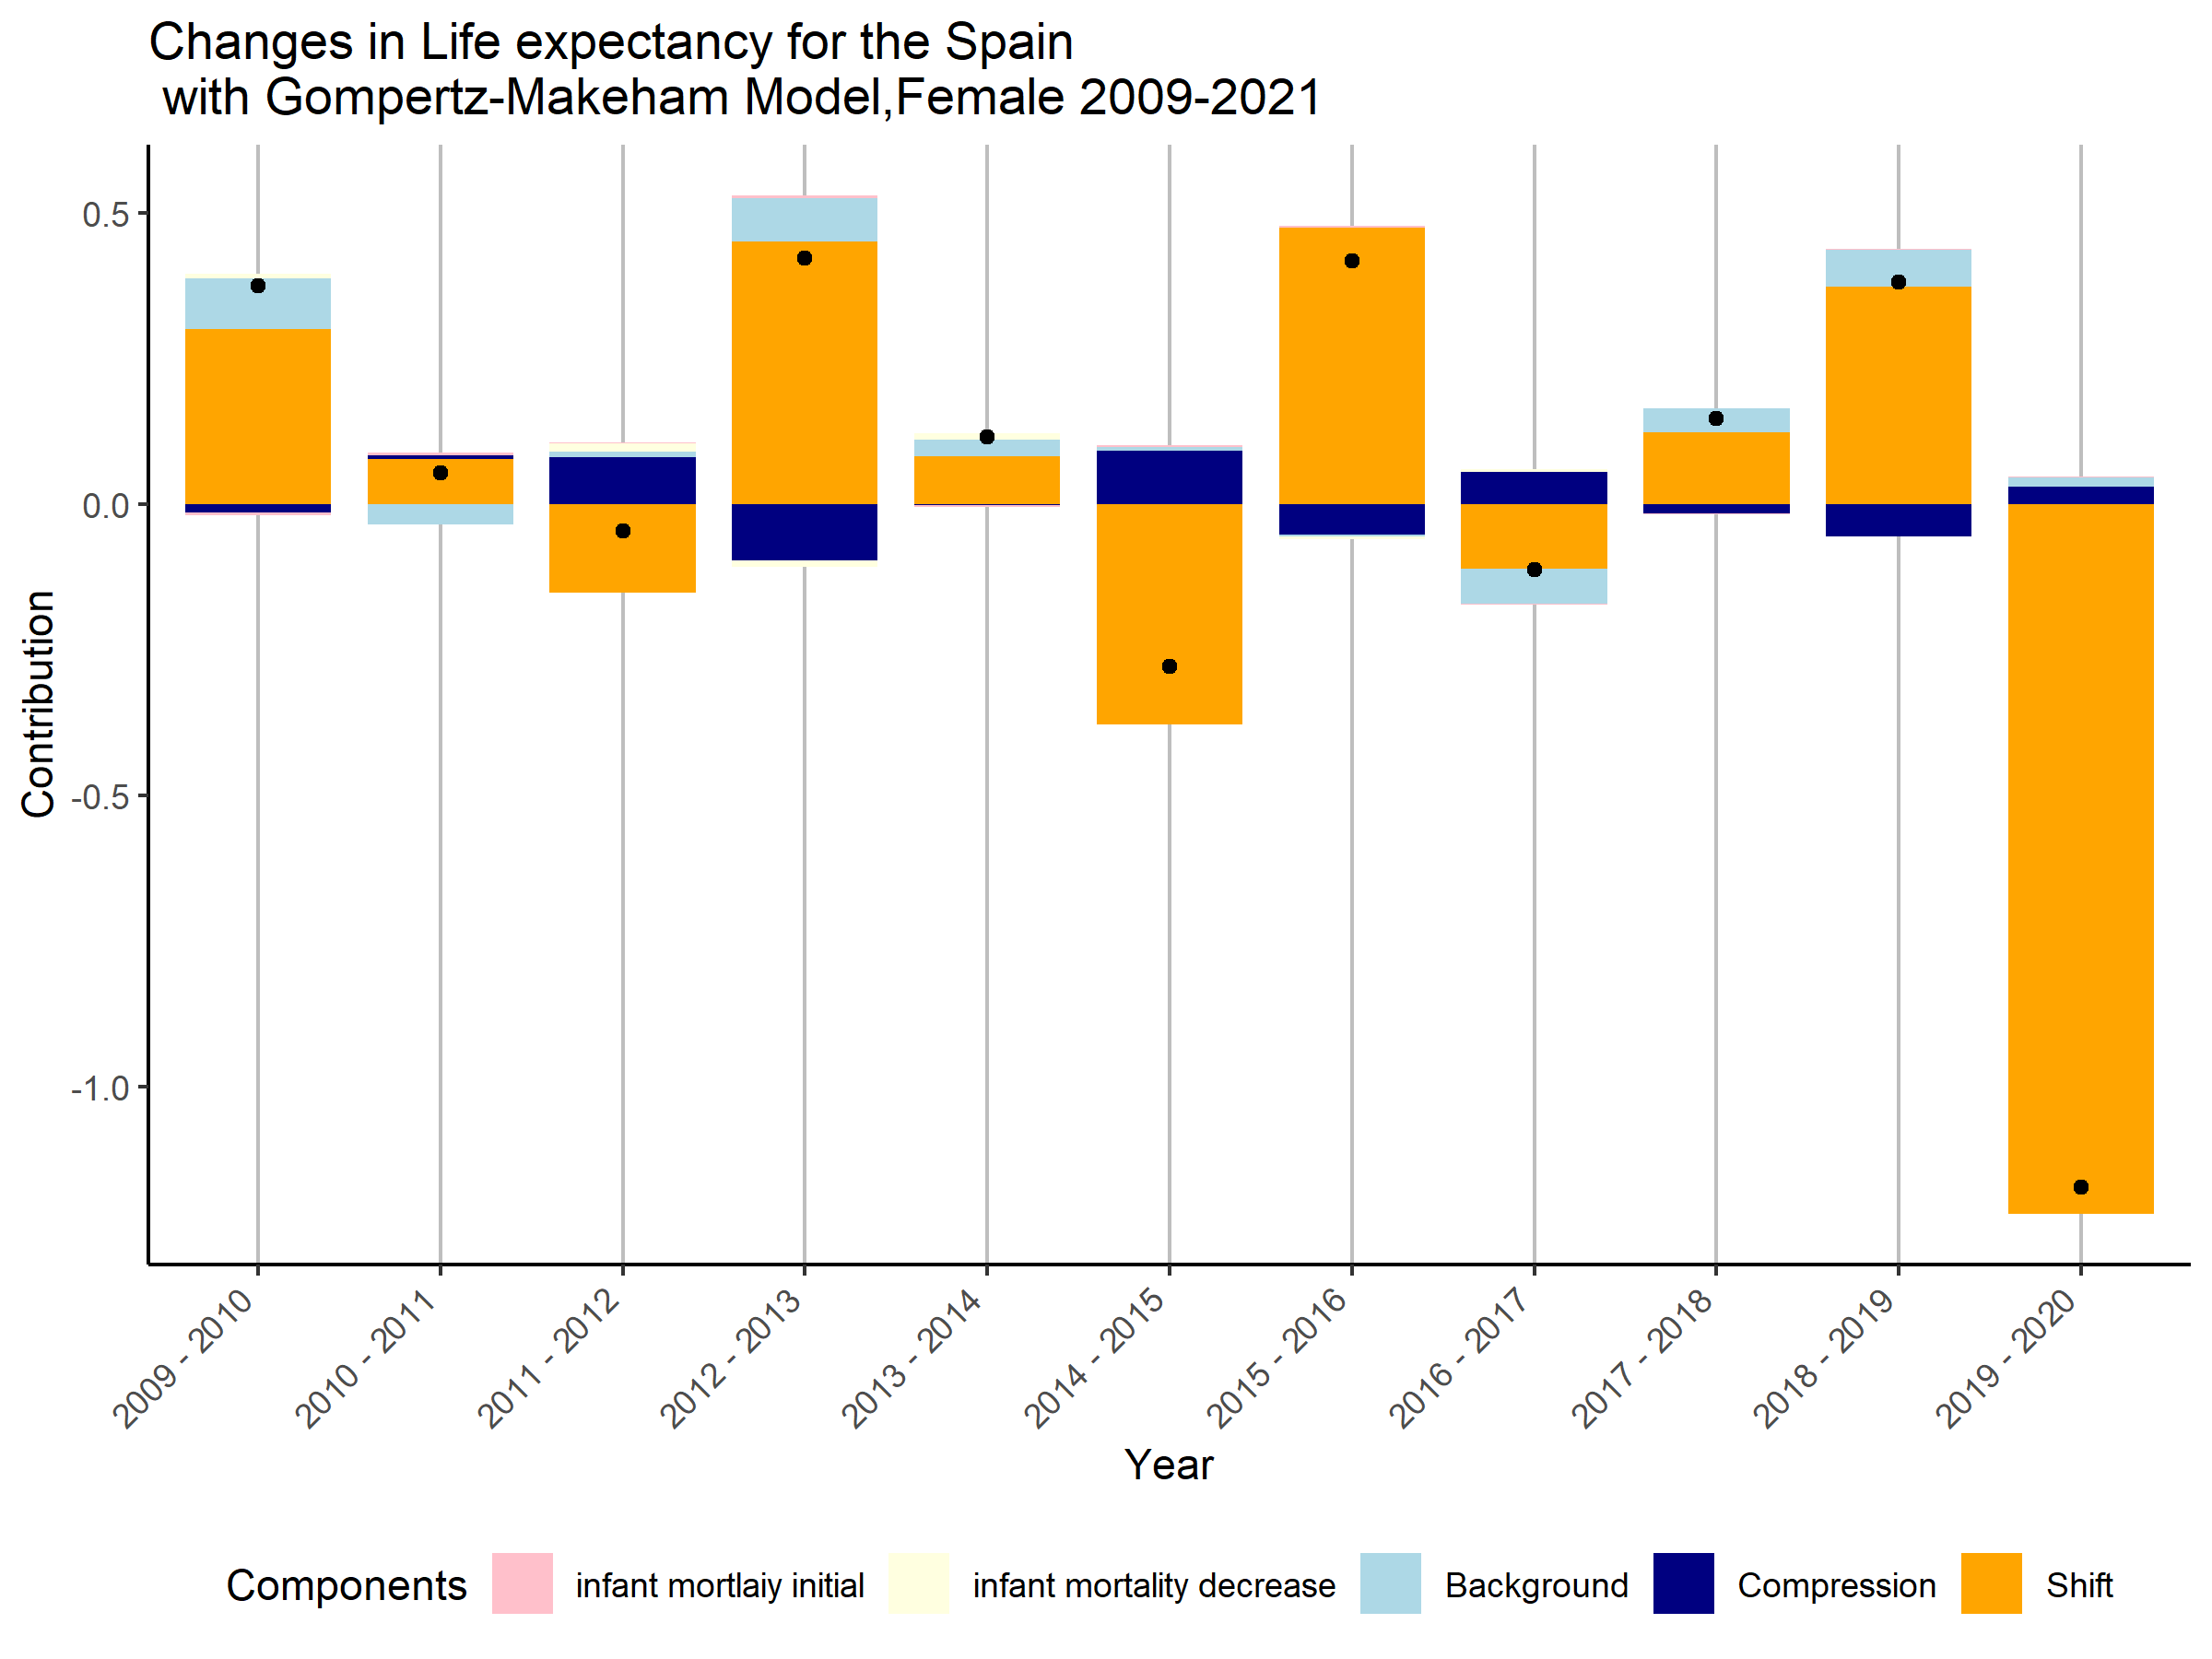 Changes in Life expectancy for the Spain
with Gompertz-Makeham Model,Female 2009-2021
Contribution
0.5
0.0
-0.5
-1.0
2009 - 2010
2010 - 2011
2011 - 2012
2012 - 2013
2013 - 2014
2014 - 2015
2015 - 2016
2016 - 2017
2017 - 2018
2018 - 2019
2019 - 2020
Year
Components
infant mortlaiy initial
infant mortality decrease
Background
Compression
Shift